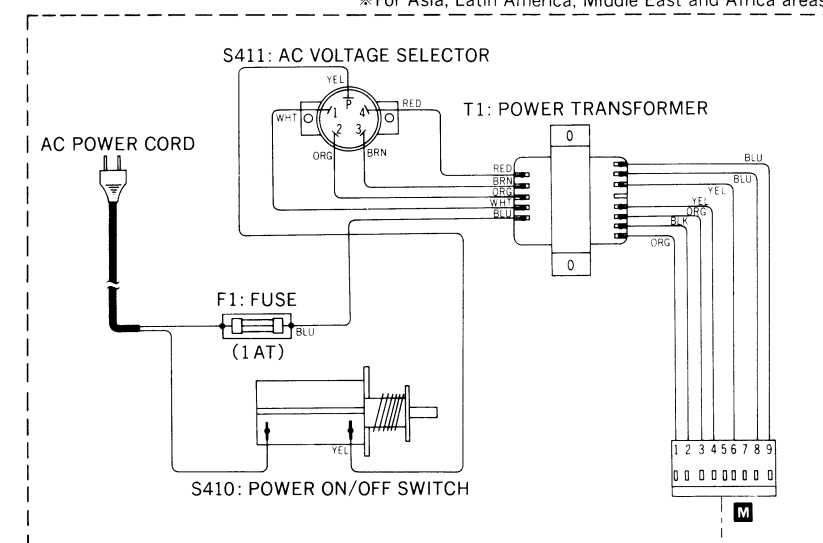 ※For Asia, Latin America, Middle East and Africa areas
S411: AC VOLTAGE SELECTOR
YEL
P
WHT
1
4
RED
2
3
ORG
BRN
T1: POWER TRANSFORMER
O
AC POWER CORD
RED
BRN
ORG
WHT
BLU
BLU
BLU
YEL
YEL
ORG
BLK
ORG
O
F1: FUSE
BLU
(1AT)
YEL
S410: POWER ON/OFF SWITCH
1 2 3 4 5 6 7 8 9
M